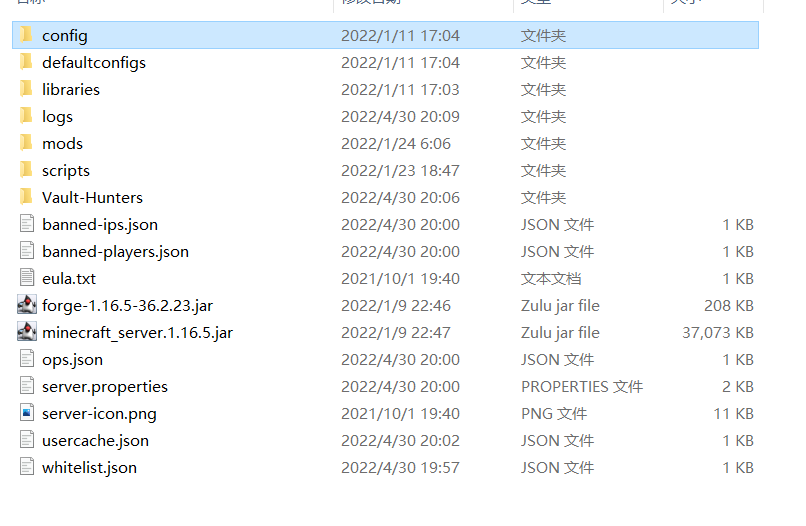 config 2022/1/11 17:04 文件夹
defaultconfigs 2022/1/11 17:04 文件夹
libraries 2022/1/11 17:03 文件夹
logs 2022/4/30 20:09 文件夹
mods 2022/1/24 6:06 文件夹
scripts 2022/1/23 18:47 文件夹
Vault-Hunters 2022/4/30 20:06 文件夹
banned-ips.json 2022/4/30 20:00 JSON 文件 1 KB
banned-players.json 2022/4/30 20:00 JSON 文件 1 KB
eula.txt 2021/10/1 19:40 文本文档 1 KB
forge-1.16.5-36.2.23.jar 2022/1/9 22:46 Zulu jar file 208 KB
minecraft_server.1.16.5.jar 2022/1/9 22:47 Zulu jar file 37,073 KB
ops.json 2022/4/30 20:00 JSON 文件 1 KB
server.properties 2022/4/30 20:00 PROPERTIES 文件 2 KB
server-icon.png 2021/10/1 19:40 PNG 文件 11 KB
usercache.json 2022/4/30 20:02 JSON 文件 1 KB
whitelist.json 2022/4/30 19:57 JSON 文件 1 KB